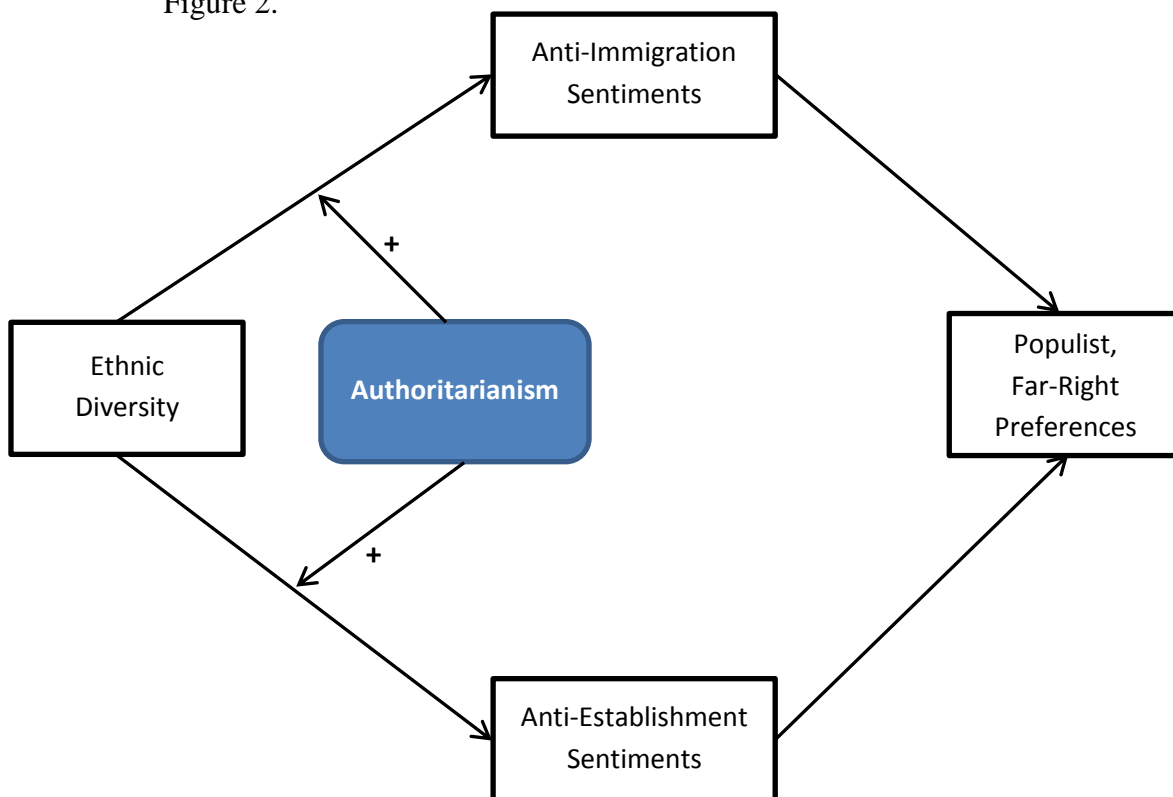 Figure 2.
Anti-Immigration
Sentiments
+
Ethnic
Diversity
Authoritarianism
Populist,
Far-Right
Preferences
+
Anti-Establishment
Sentiments